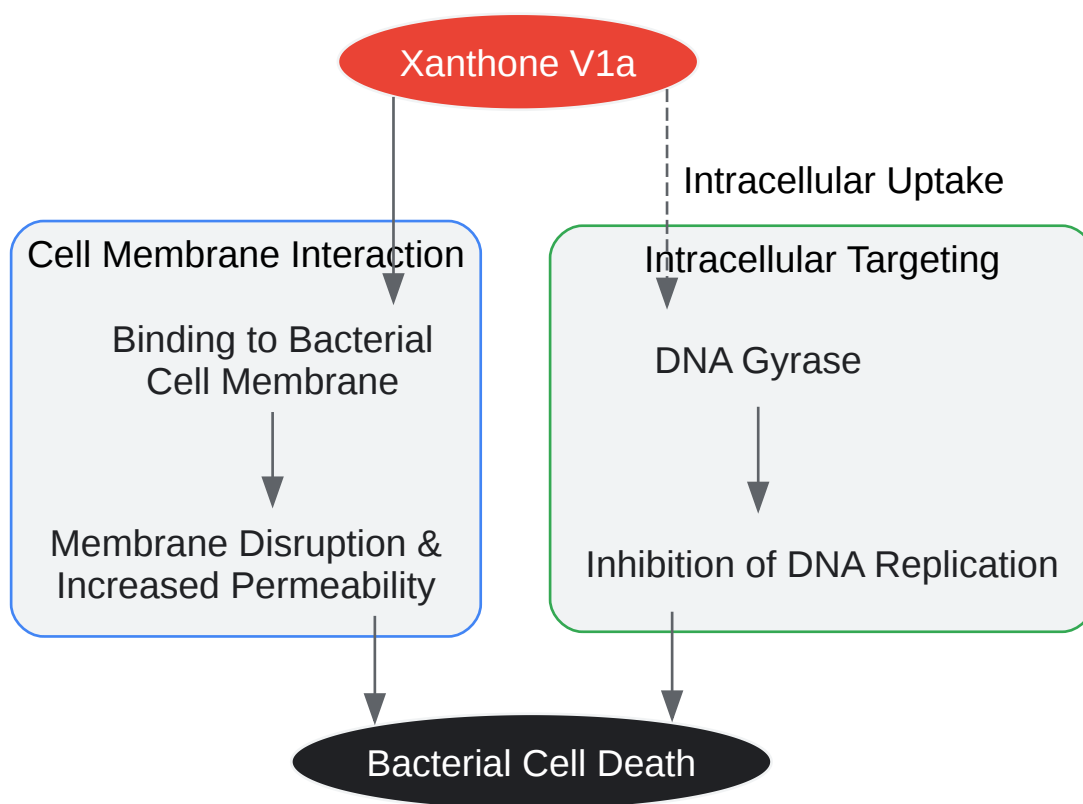 Xanthone V1a
Intracellular Uptake
Cell Membrane Interaction
Binding to Bacterial
Cell Membrane
Membrane Disruption &
Increased Permeability
Intracellular Targeting
DNA Gyrase
Inhibition of DNA Replication
Bacterial Cell Death